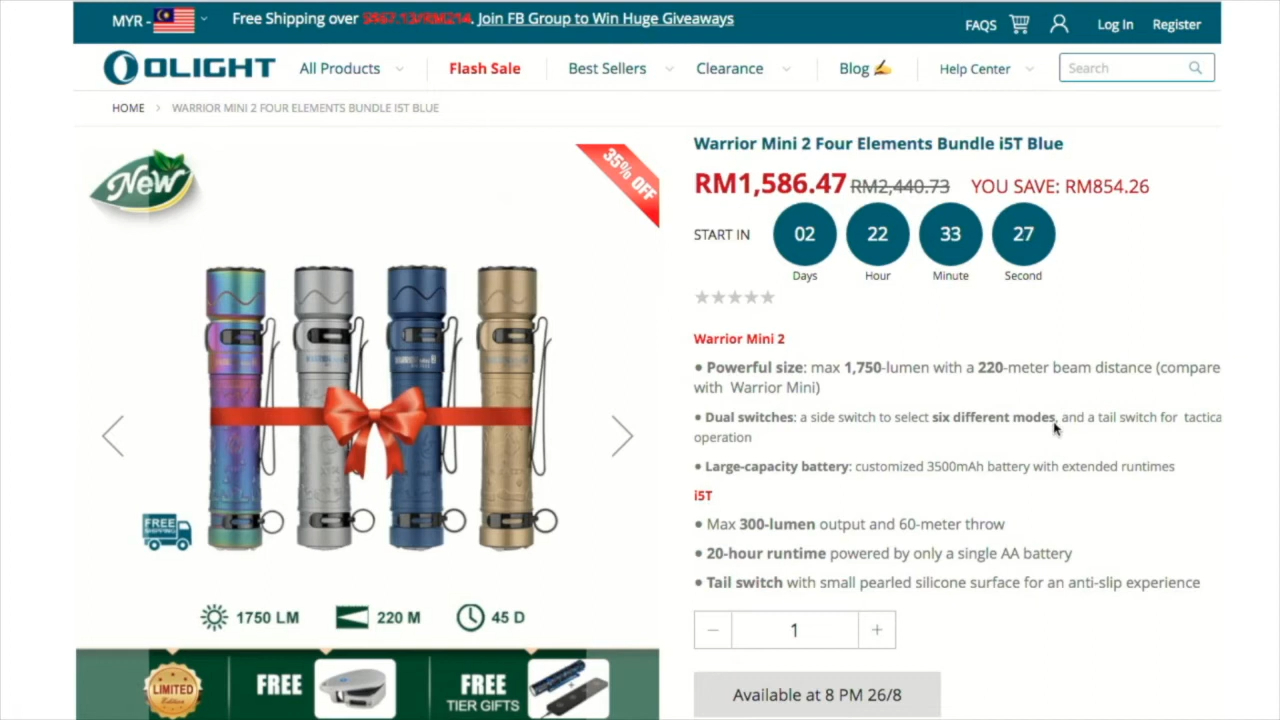 MYR -
Free Shipping over
Join FB Group to Win Huge Giveaways
FAQS
Log In
Register
OLIGHT
All Products
Flash Sale
Best Sellers
Clearance
Blog
Help Center
Search
HOME > WARRIOR MINI 2 FOUR ELEMENTS BUNDLE I5T BLUE
New
35% OFF
FREE
1750 LM
220 M
45 D
LIMITED
Edition
FREE
FREE
TIER GIFTS
Warrior Mini 2 Four Elements Bundle i5T Blue
RM1,586.47 RM2,440.73 YOU SAVE: RM854.26
START IN
02 22 33 27
Days Hour Minute Second
Warrior Mini 2
• Powerful size: max 1,750-lumen with a 220-meter beam distance (compare
with Warrior Mini)
• Dual switches: a side switch to select six different modes, and a tail switch for tactica
operation
• Large-capacity battery: customized 3500mAh battery with extended runtimes
i5T
• Max 300-lumen output and 60-meter throw
• 20-hour runtime powered by only a single AA battery
• Tail switch with small pearled silicone surface for an anti-slip experience
− 1 +
Available at 8 PM 26/8